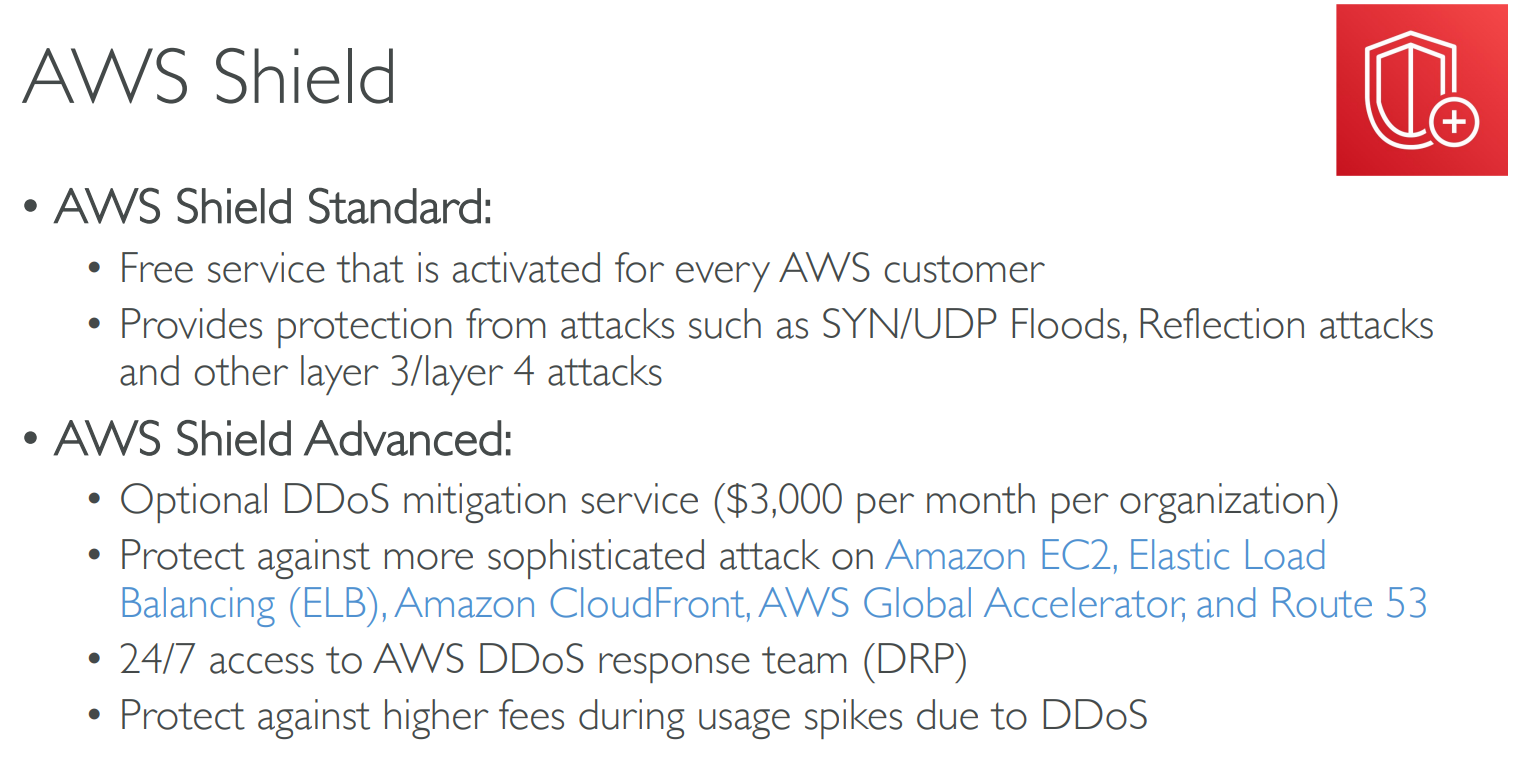 AWS Shield
• AWS Shield Standard:
• Free service that is activated for every AWS customer
• Provides protection from attacks such as SYN/UDP Floods, Reflection attacks
and other layer 3/layer 4 attacks
• AWS Shield Advanced:
• Optional DDoS mitigation service ($3,000 per month per organization)
• Protect against more sophisticated attack on Amazon EC2, Elastic Load
Balancing (ELB), Amazon CloudFront, AWS Global Accelerator, and Route 53
• 24/7 access to AWS DDoS response team (DRP)
• Protect against higher fees during usage spikes due to DDoS